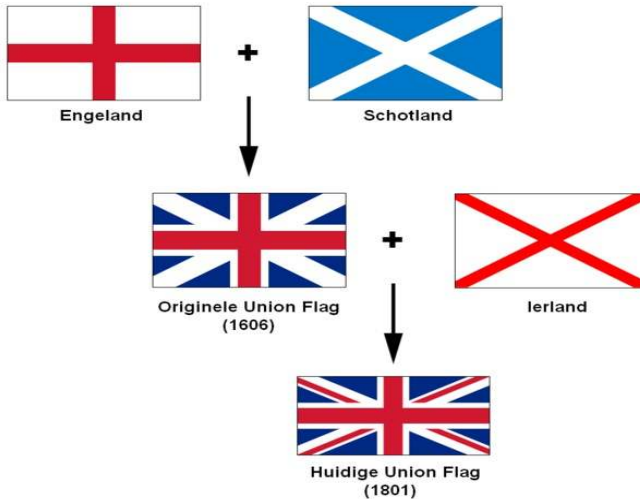 +
Engeland
Schotland
+
Originele Union Flag
(1606)
Ierland
Huidige Union Flag
(1801)